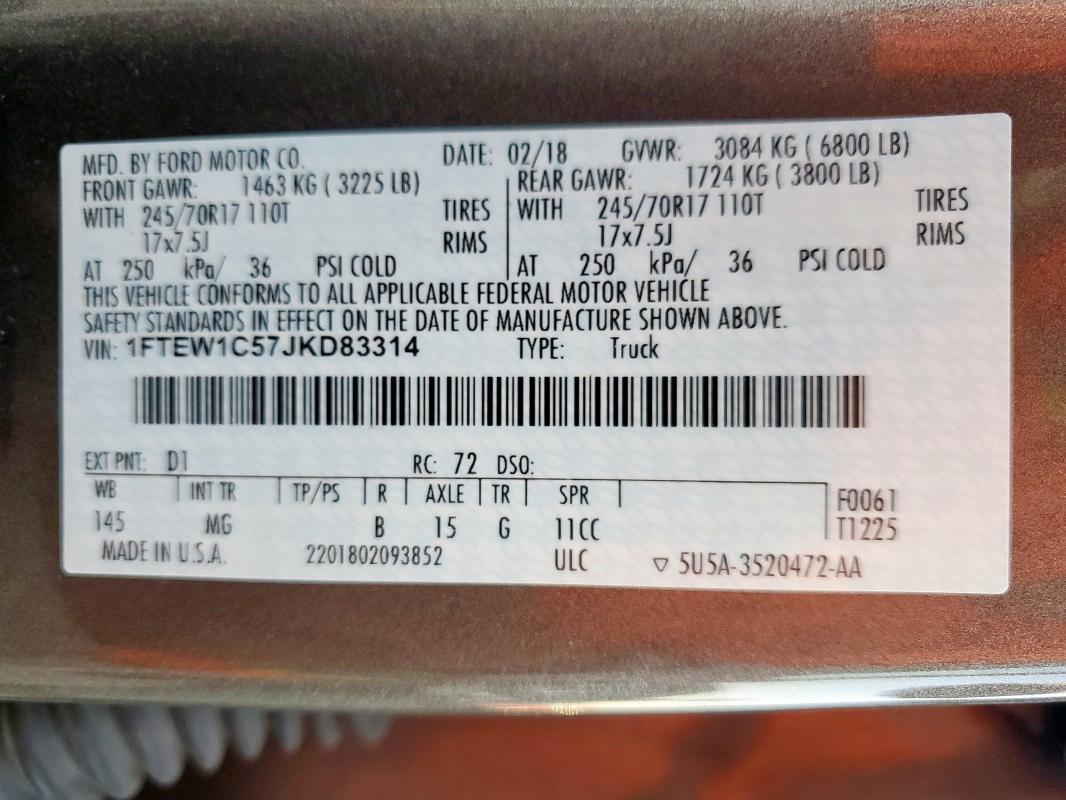 MFD. BY FORD MOTOR CO. DATE: 02/18 GVWR: 3084 KG ( 6800 LB)
FRONT GAWR: 1463 KG ( 3225 LB) REAR GAWR: 1724 KG ( 3800 LB)
WITH 245/70R17 110T TIRES WITH 245/70R17 110T TIRES
17x7.5J RIMS 17x7.5J RIMS
AT 250 kPa/ 36 PSI COLD AT 250 kPa/ 36 PSI COLD
THIS VEHICLE CONFORMS TO ALL APPLICABLE FEDERAL MOTOR VEHICLE
SAFETY STANDARDS IN EFFECT ON THE DATE OF MANUFACTURE SHOWN ABOVE.
VIN: 1FTEW1C57JKD83314 TYPE: Truck
EXT PNT: D1 RC: 72 DSO:
WB INT TR TP/PS R AXLE TR SPR F0061
145 MG B 15 G 11CC T1225
MADE IN U.S.A. 2201802093852 ULC ▽ 5U5A-3520472-AA